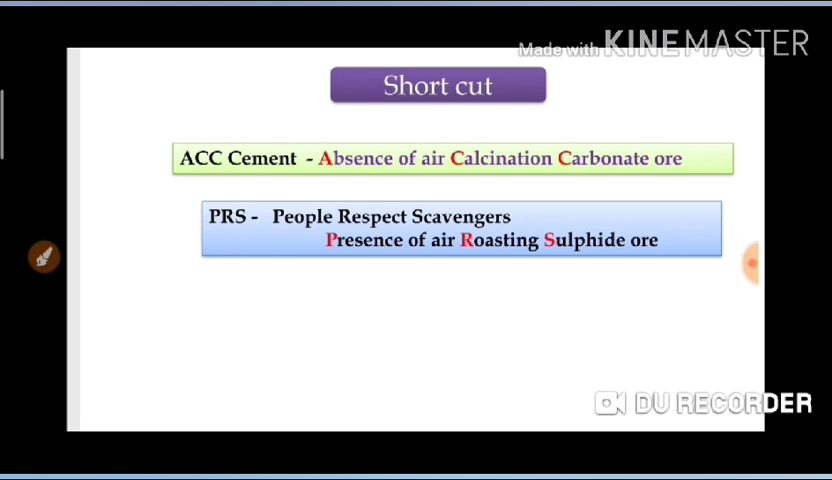 Made with KINEMASTER
Short cut
ACC Cement - Absence of air Calcination Carbonate ore
PRS - People Respect Scavengers
Presence of air Roasting Sulphide ore
DU RECORDER